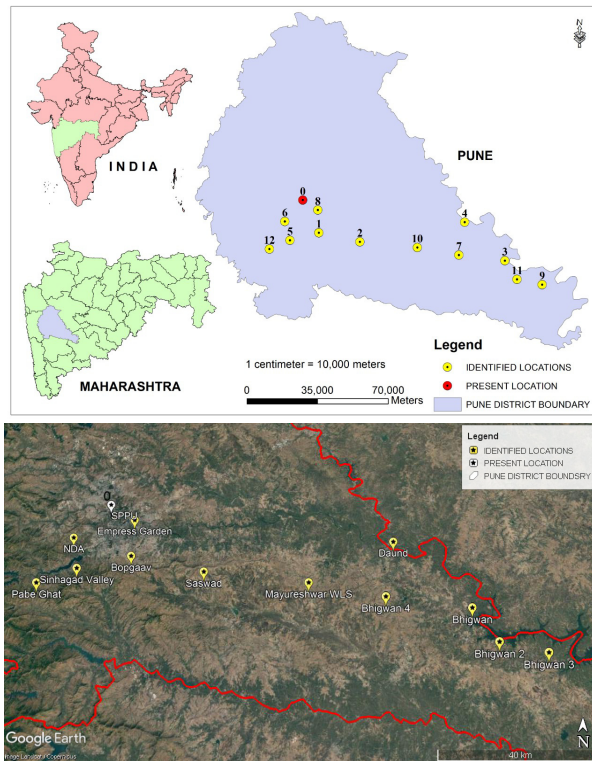 N
I N D I A
PUNE
0
8
6
4
1
5
12
2
10
7
3
11
9
MAHARASHTRA
1 centimeter = 10,000 meters
0 35,000 70,000
Meters
Legend
IDENTIFIED LOCATIONS
PRESENT LOCATION
PUNE DISTRICT BOUNDARY
Legend
IDENTIFIED LOCATIONS
PRESENT LOCATION
PUNE DISTRICT BOUNDSRY
SPPU
Empress Garden
NDA
Daund
Bopgaav
Sinhagad Valley
Saswad
Pabe Ghat
Mayureshwar WLS
Bhigwan 4
Bhigwan
Bhigwan 2
Bhigwan 3
Google Earth
Image Landsat / Copernicus
N
40 km